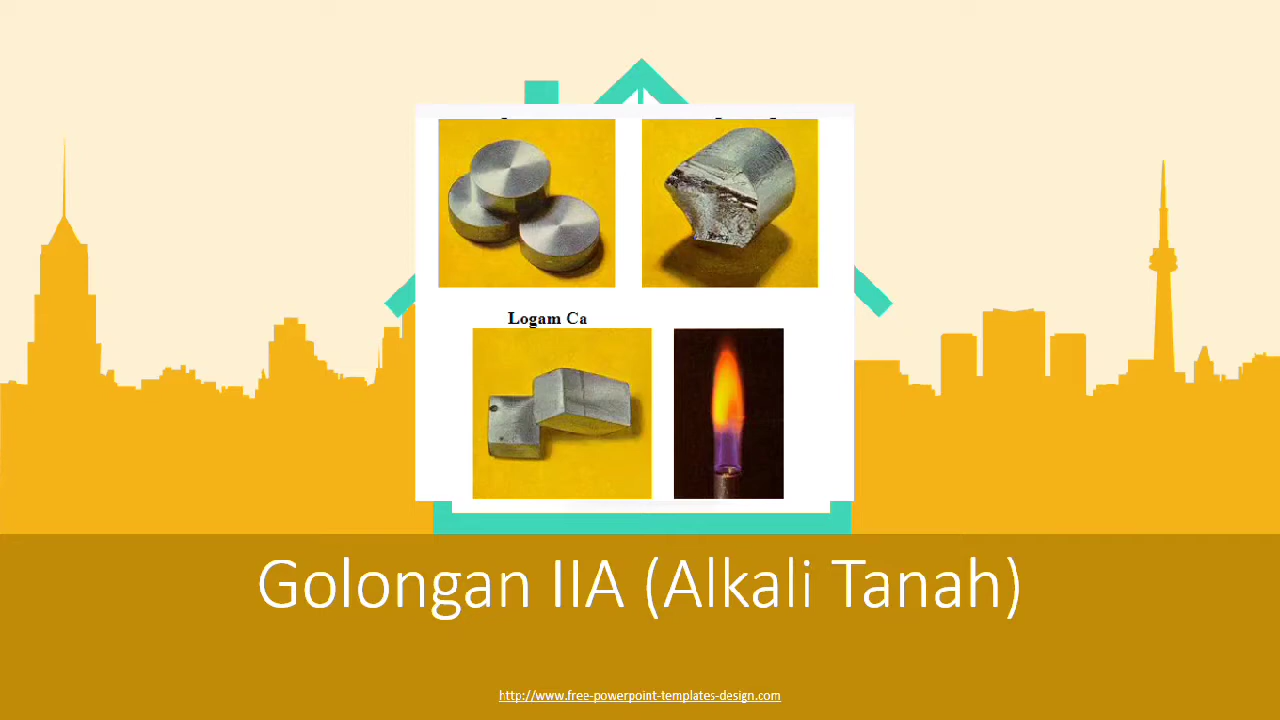 Logam Ca
Golongan IIA (Alkali Tanah)
http://www.free-powerpoint-templates-design.com